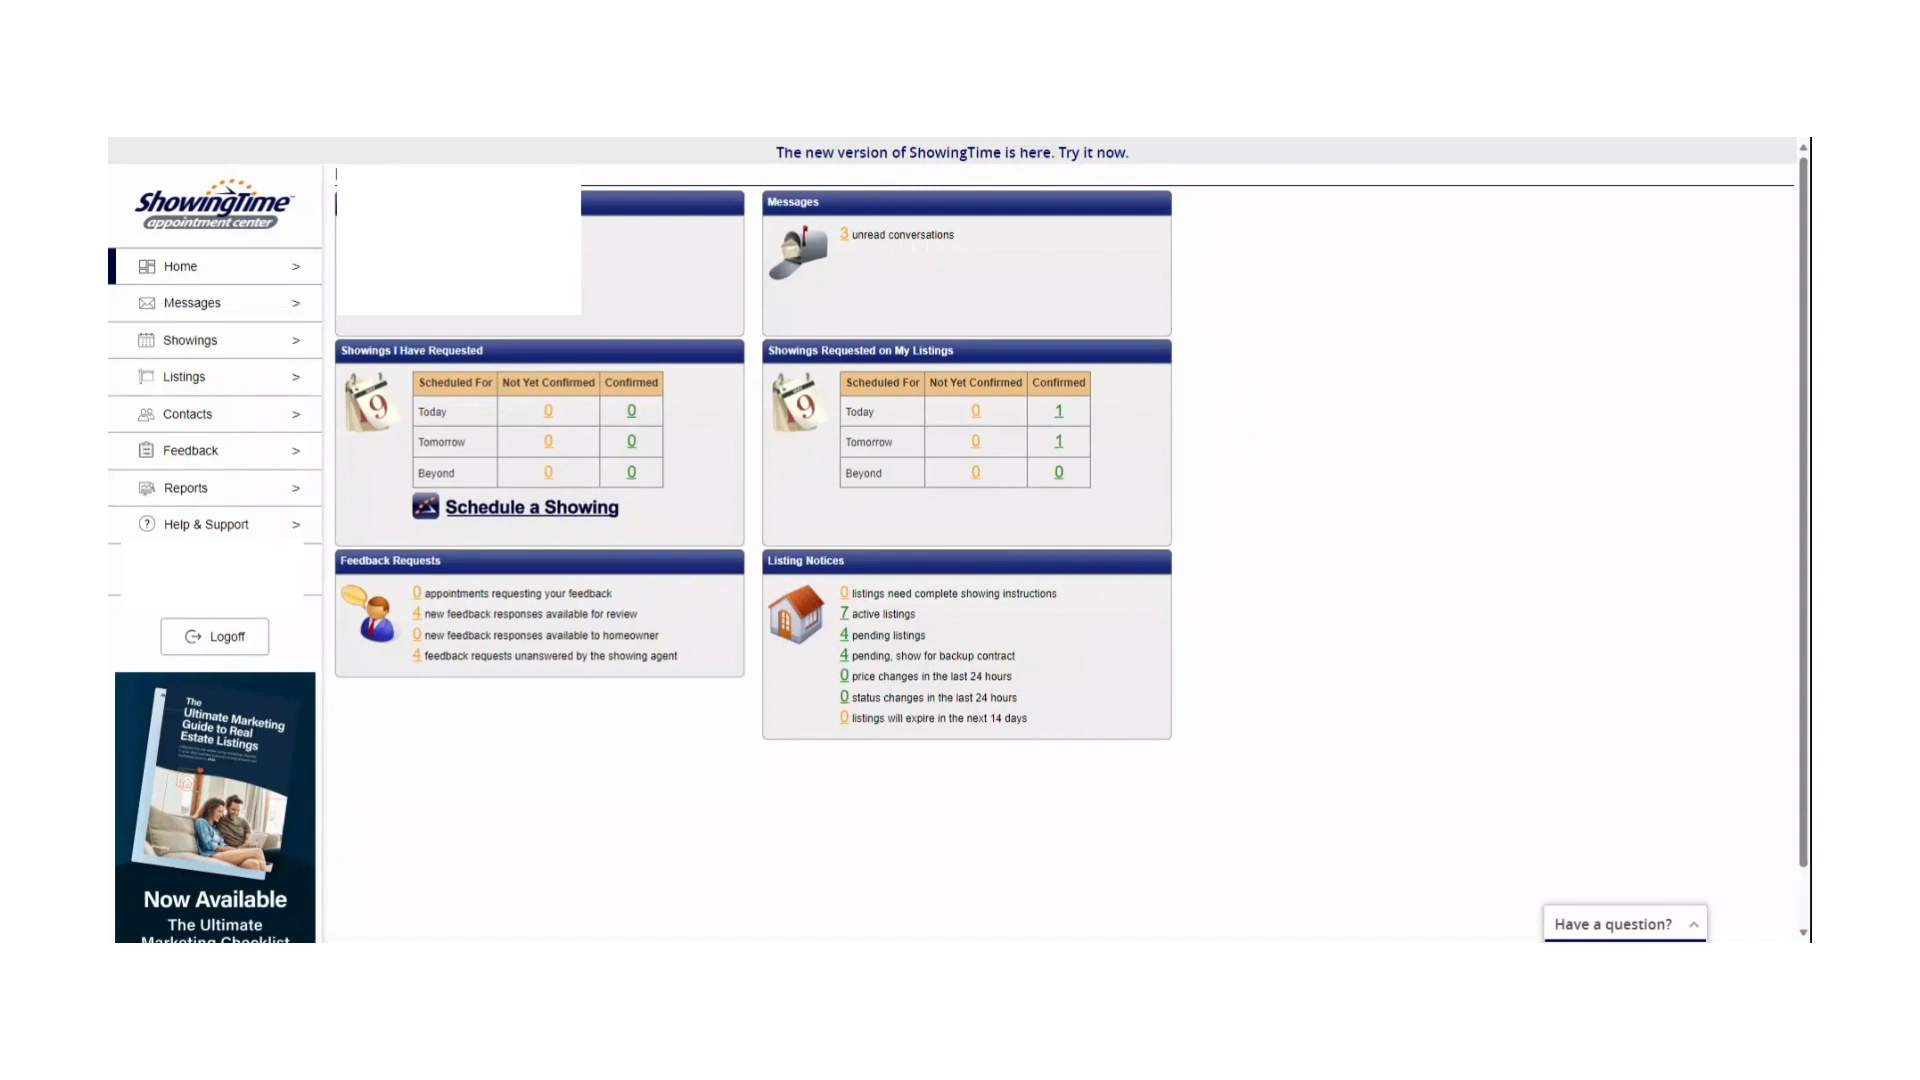 The new version of ShowingTime is here. Try it now.
ShowingTime
appointment center
Home >
Messages >
Showings >
Listings >
Contacts >
Feedback >
Reports >
Help & Support >
Logoff
The
Ultimate Marketing
Guide to Real
Estate Listings
Now Available
The Ultimate
Marketing Checklist
Messages
3 unread conversations
Showings I Have Requested
Scheduled For Not Yet Confirmed Confirmed
Today 0 0
Tomorrow 0 0
Beyond 0 0
Schedule a Showing
Showings Requested on My Listings
Scheduled For Not Yet Confirmed Confirmed
Today 0 1
Tomorrow 0 1
Beyond 0 0
Feedback Requests
0 appointments requesting your feedback
4 new feedback responses available for review
0 new feedback responses available to homeowner
4 feedback requests unanswered by the showing agent
Listing Notices
0 listings need complete showing instructions
7 active listings
4 pending listings
4 pending, show for backup contract
0 price changes in the last 24 hours
0 status changes in the last 24 hours
0 listings will expire in the next 14 days
Have a question?